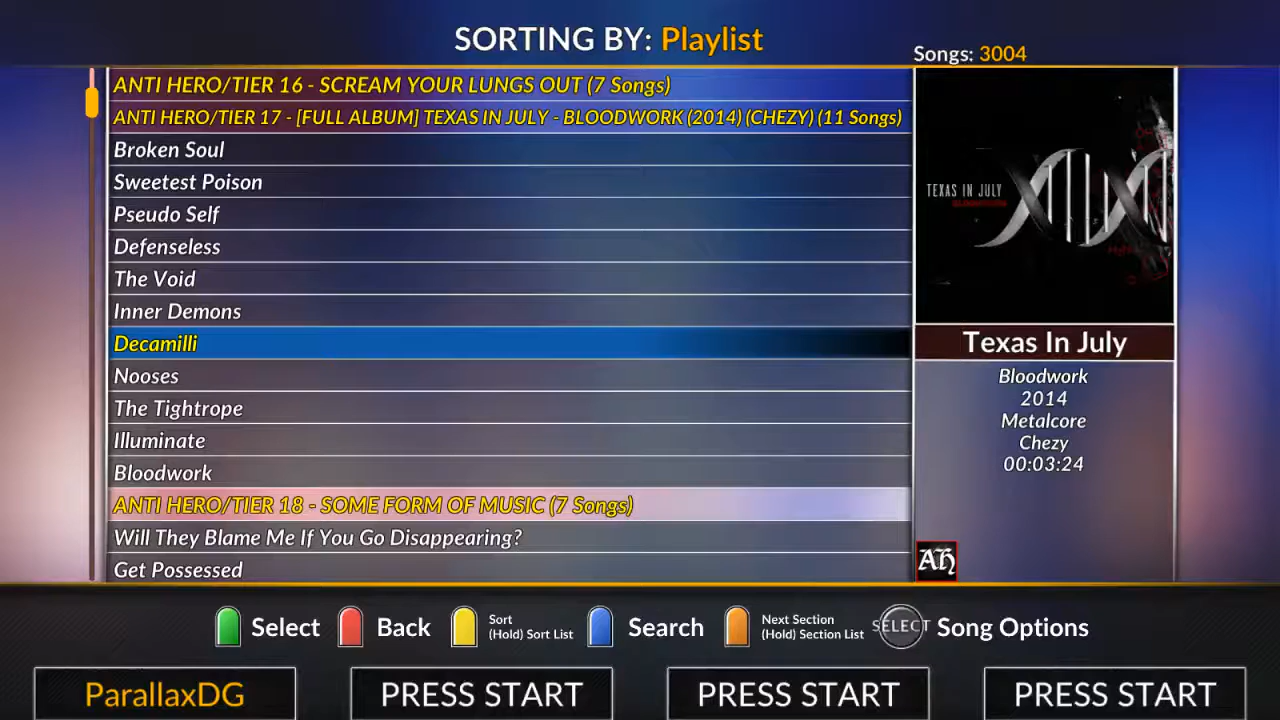 SORTING BY: Playlist
Songs: 3004
ANTI HERO/TIER 16 - SCREAM YOUR LUNGS OUT (7 Songs)
ANTI HERO/TIER 17 - [FULL ALBUM] TEXAS IN JULY - BLOODWORK (2014) (CHEZY) (11 Songs)
Broken Soul
Sweetest Poison
Pseudo Self
Defenseless
The Void
Inner Demons
Decamilli
Nooses
The Tightrope
Illuminate
Bloodwork
ANTI HERO/TIER 18 - SOME FORM OF MUSIC (7 Songs)
Will They Blame Me If You Go Disappearing?
Get Possessed
TEXAS IN JULY
BLOODWORK
Texas In July
Bloodwork
2014
Metalcore
Chezy
00:03:24
AH
Select
Back
Sort
(Hold) Sort List
Search
Next Section
(Hold) Section List
SELECT
Song Options
ParallaxDG
PRESS START
PRESS START
PRESS START